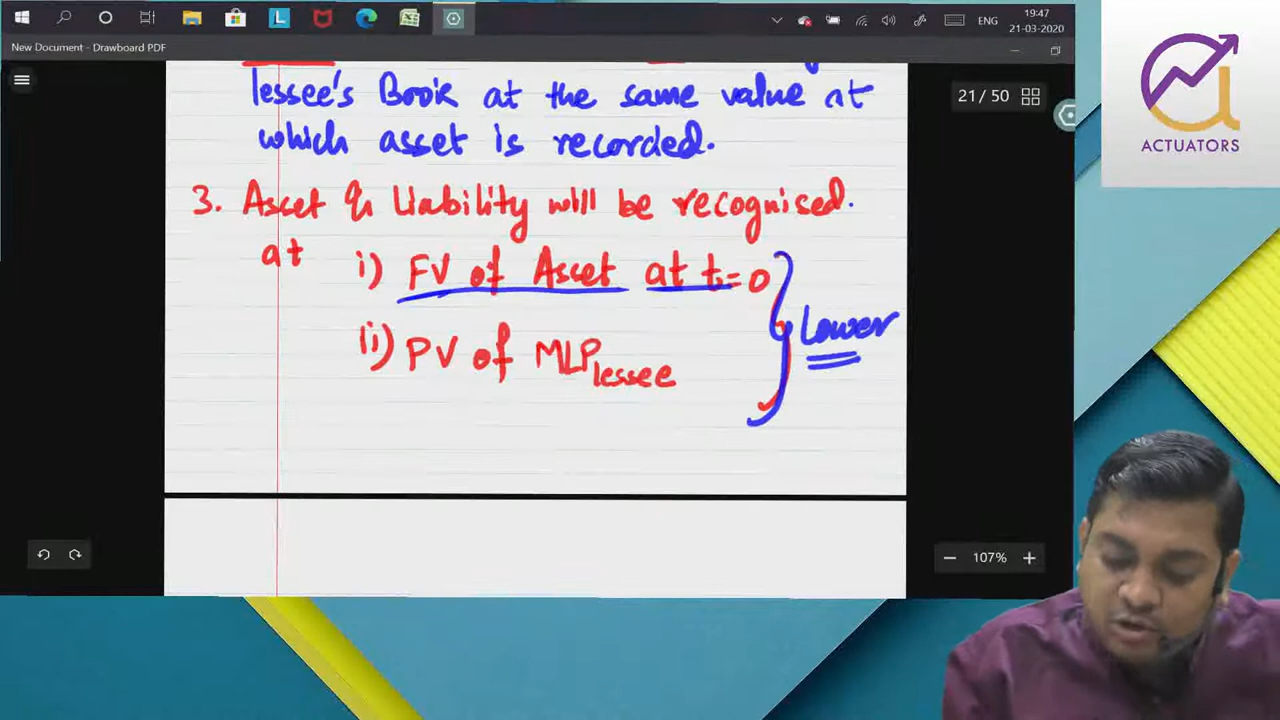 19:47
ENG
21-03-2020
New Document - Drawboard PDF
21 / 50
ACTUATORS
lessee's Book at the same value at
which asset is recorded.
3. Asset & Liability will be recognised.
at i) FV of Asset at t=0
ii) PV of MLP lessee
Lower
107%